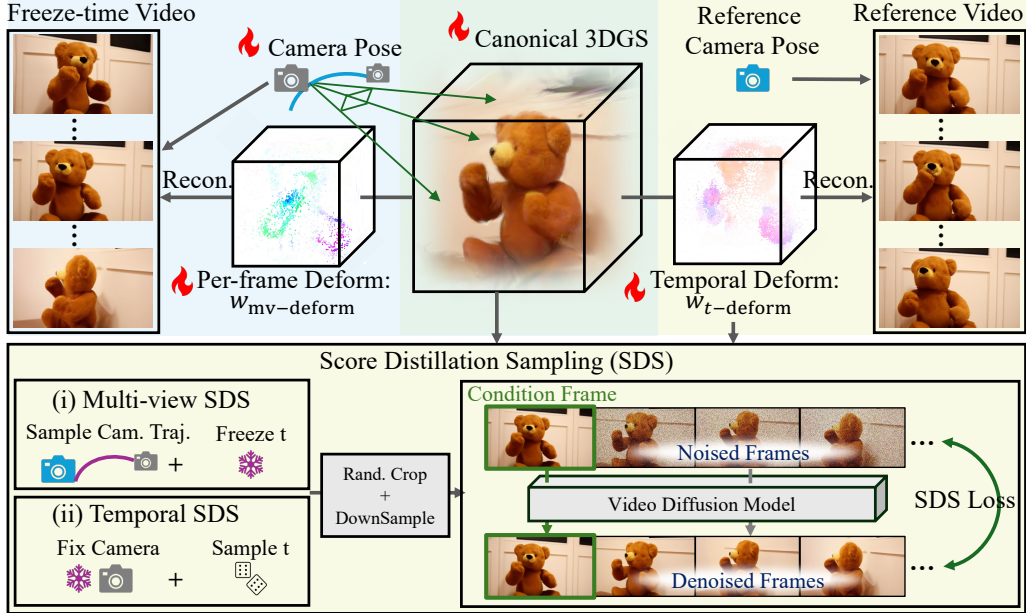 Freeze-time Video
Camera Pose
Canonical 3DGS
Reference
Camera Pose
Reference Video
Recon.
Recon.
Per-frame Deform:
w_mv−deform
Temporal Deform:
w_t−deform
Score Distillation Sampling (SDS)
(i) Multi-view SDS
Sample Cam. Traj.
Freeze t
+
(ii) Temporal SDS
Fix Camera
Sample t
+
Rand. Crop
+
DownSample
Condition Frame
Noised Frames
...
Video Diffusion Model
SDS Loss
Denoised Frames
...